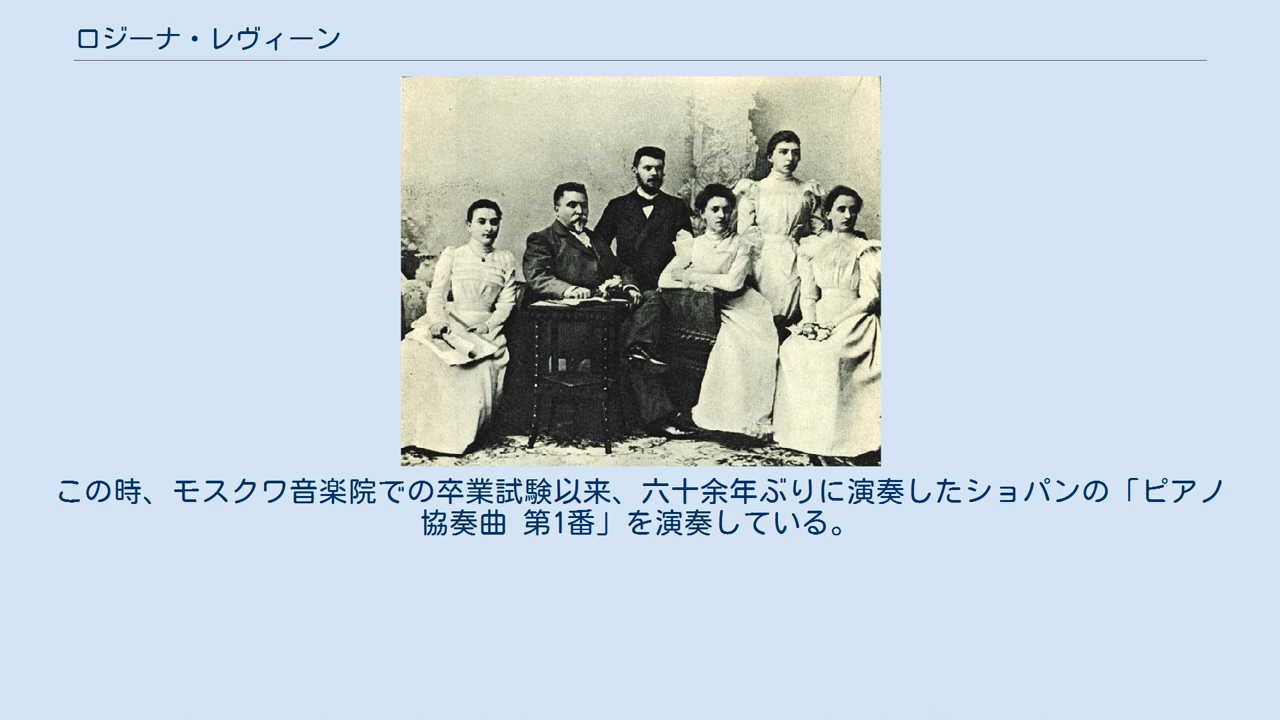 ロジーナ・レヴィーン
この時、モスクワ音楽院での卒業試験以来、六十余年ぶりに演奏したショパンの「ピアノ
協奏曲 第1番」を演奏している。